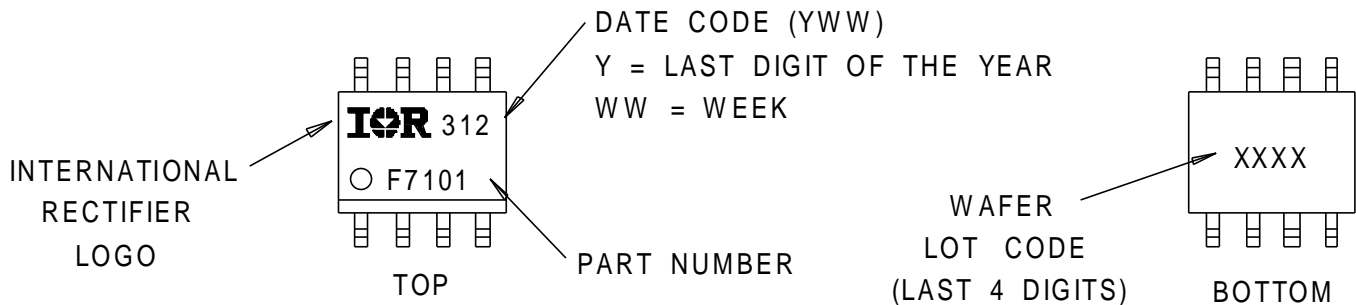 DATE CODE (YWW)
Y = LAST DIGIT OF THE YEAR
WW = WEEK
IOR 312
F7101
INTERNATIONAL
RECTIFIER
LOGO
PART NUMBER
TOP
XXXX
WAFER
LOT CODE
(LAST 4 DIGITS)
BOTTOM